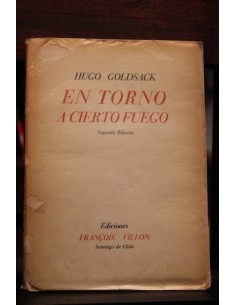 HUGO GOLDSACK
EN TORNO
A CIERTO FUEGO
Segunda Edición
Ediciones
FRANÇOIS VILLON
Santiago de Chile